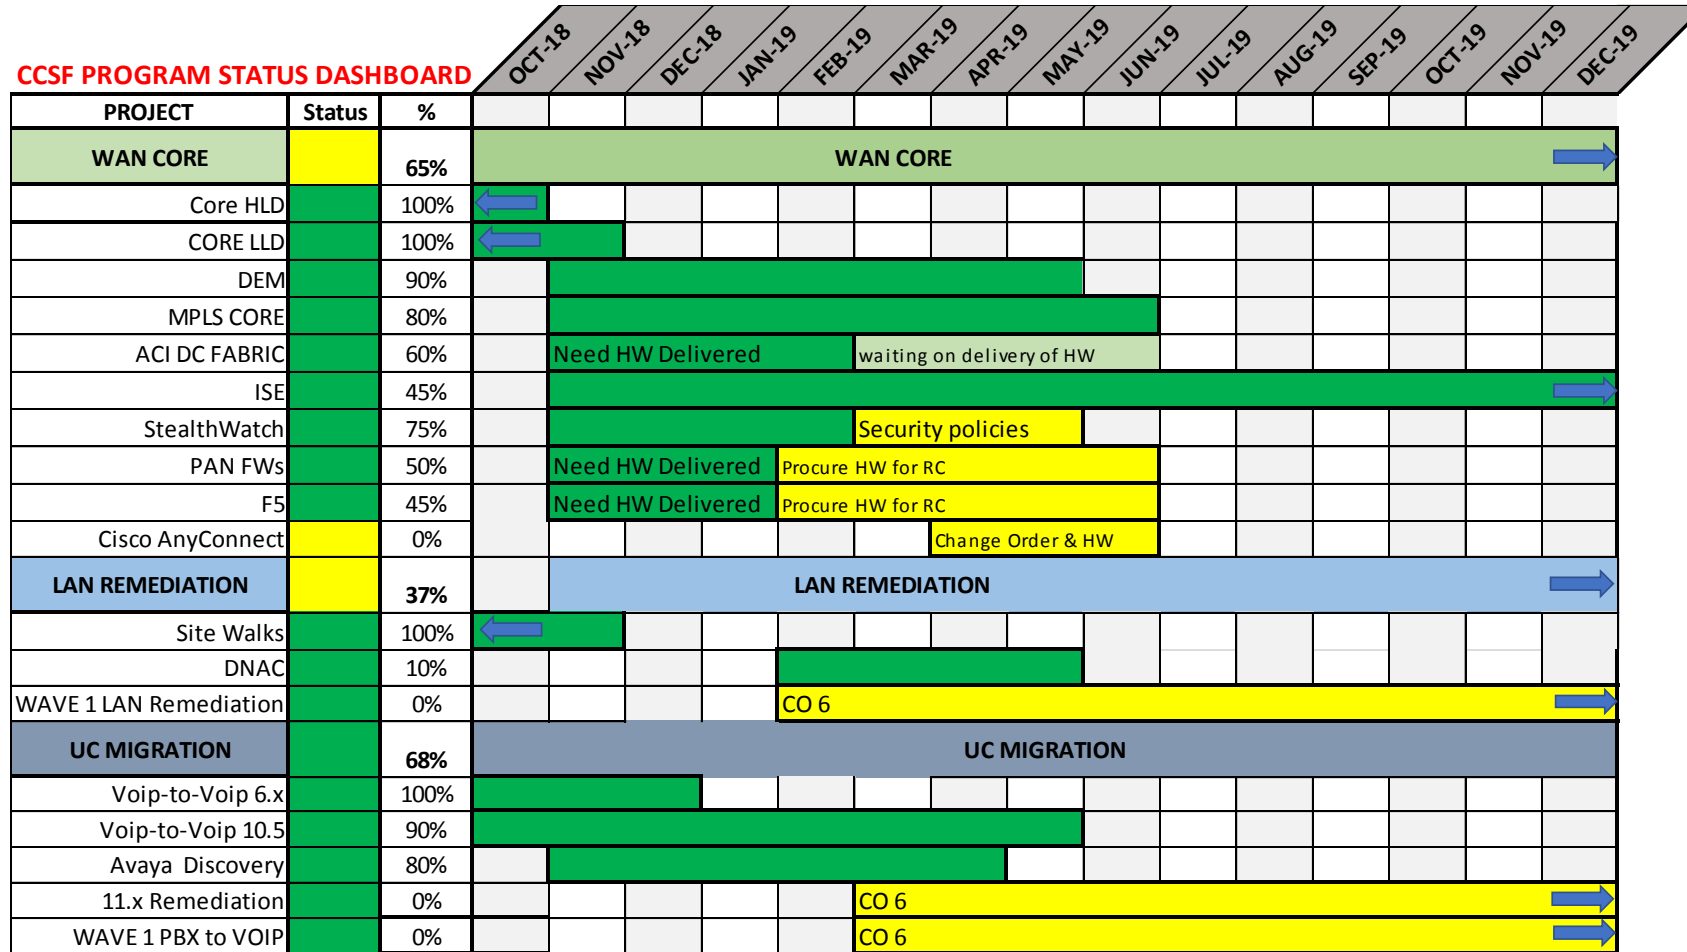 OCT-18 NOV-18 DEC-18 JAN-19 FEB-19 MAR-19 APR-19 MAY-19 JUN-19 JUL-19 AUG-19 SEP-19 OCT-19 NOV-19 DEC-19
CCSF PROGRAM STATUS DASHBOARD
PROJECT Status %
WAN CORE 65% WAN CORE
Core HLD 100%
CORE LLD 100%
DEM 90%
MPLS CORE 80%
ACI DC FABRIC 60% Need HW Delivered waiting on delivery of HW
ISE 45%
StealthWatch 75% Security policies
PAN FWs 50% Need HW Delivered Procure HW for RC
F5 45% Need HW Delivered Procure HW for RC
Cisco AnyConnect 0% Change Order & HW
LAN REMEDIATION 37% LAN REMEDIATION
Site Walks 100%
DNAC 10%
WAVE 1 LAN Remediation 0% CO 6
UC MIGRATION 68% UC MIGRATION
Voip-to-Voip 6.x 100%
Voip-to-Voip 10.5 90%
Avaya Discovery 80%
11.x Remediation 0% CO 6
WAVE 1 PBX to VOIP 0% CO 6